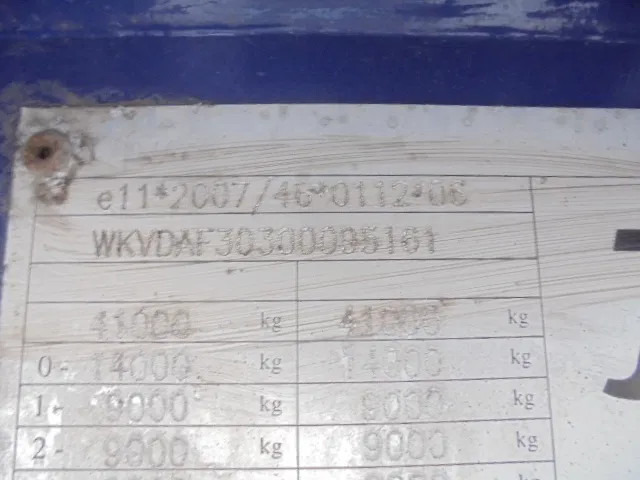 e11*2007/46*0112*06
WKVDAF30300095161
41000 kg 41000 kg
0- 14000 kg 14000 kg
1- 9000 kg 9000 kg
2- 9000 kg 9000 kg